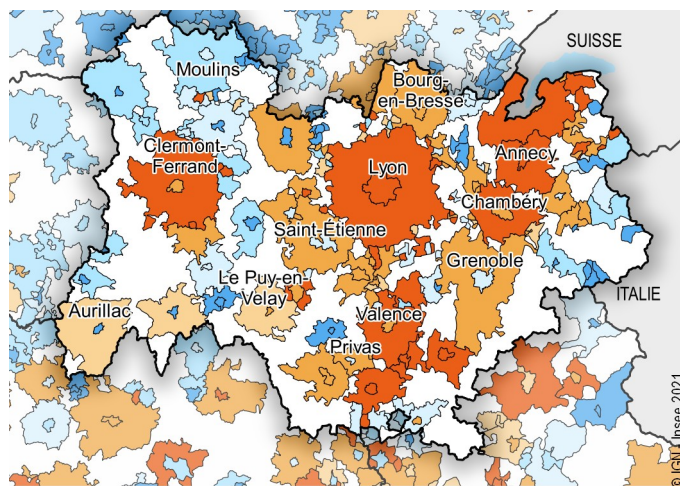 SUISSE
Moulins
Bourg-
en-Bresse
Clermont-
Ferrand
Lyon
Annecy
Chambéry
Saint-Étienne
Grenoble
Le Puy-en-
Velay
ITALIE
Aurillac
Valence
Privas
© IGN - Insee 2021